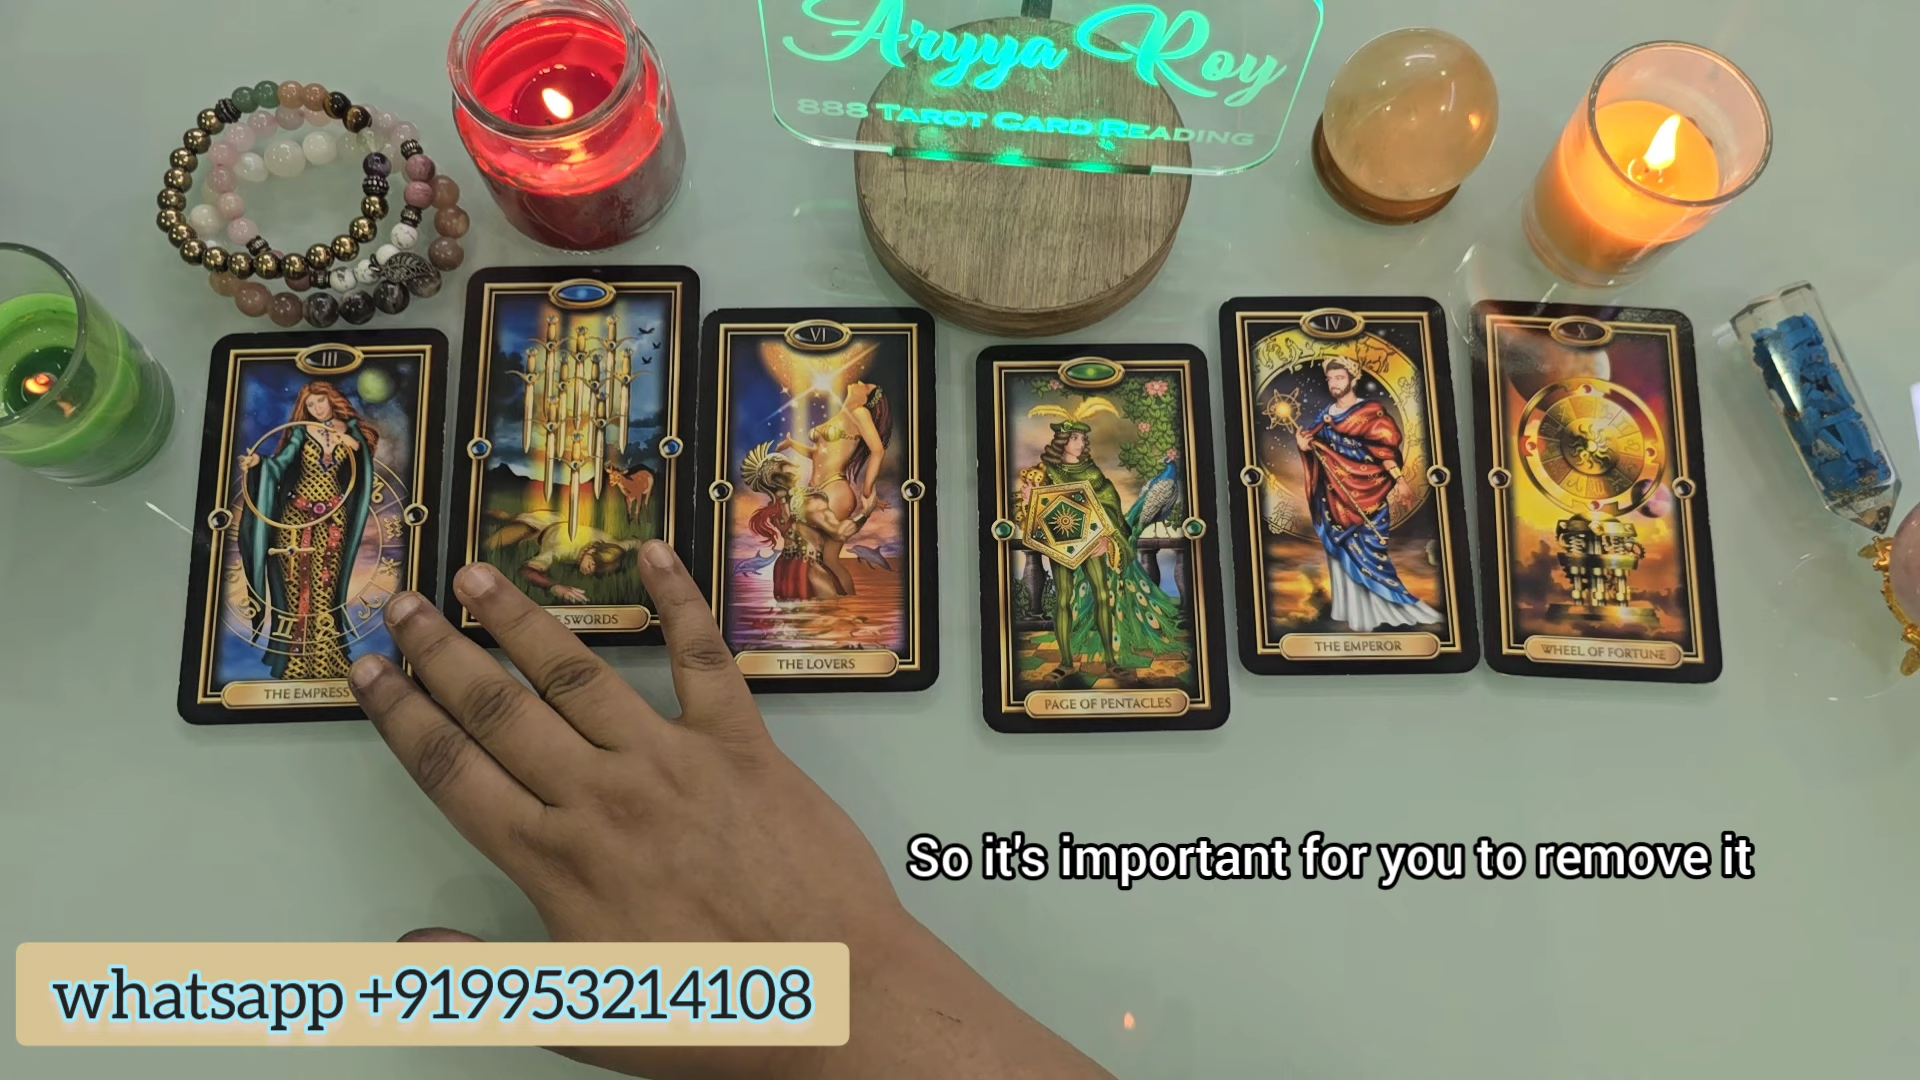 Aryya Roy
888 TAROT CARD READING
III
VI
IV
X
SWORDS
THE LOVERS
THE EMPEROR
WHEEL OF FORTUNE
THE EMPRESS
PAGE OF PENTACLES
So it's important for you to remove it
whatsapp +919953214108